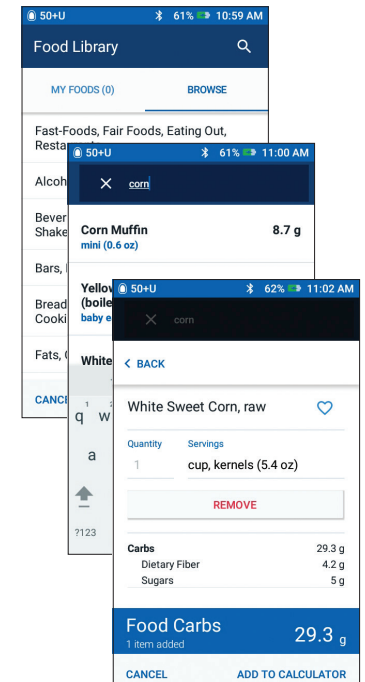 50+U 61% 10:59 AM
Food Library
MY FOODS (0) BROWSE
Fast-Foods, Fair Foods, Eating Out,
Alcoh
Bever
Shake
Bars,
Bread
Cooki
Fats,
CANCE
50+U 61% 11:00 AM
corn
Corn Muffin 8.7 g
mini (0.6 oz)
Yellow
(boile
baby e
White
1
q w
a
?123
50+U 62% 11:02 AM
corn
< BACK
White Sweet Corn, raw
Quantity Servings
1 cup, kernels (5.4 oz)
REMOVE
Carbs 29.3 g
Dietary Fiber 4.2 g
Sugars 5 g
Food Carbs
1 item added
29.3 g
CANCEL ADD TO CALCULATOR